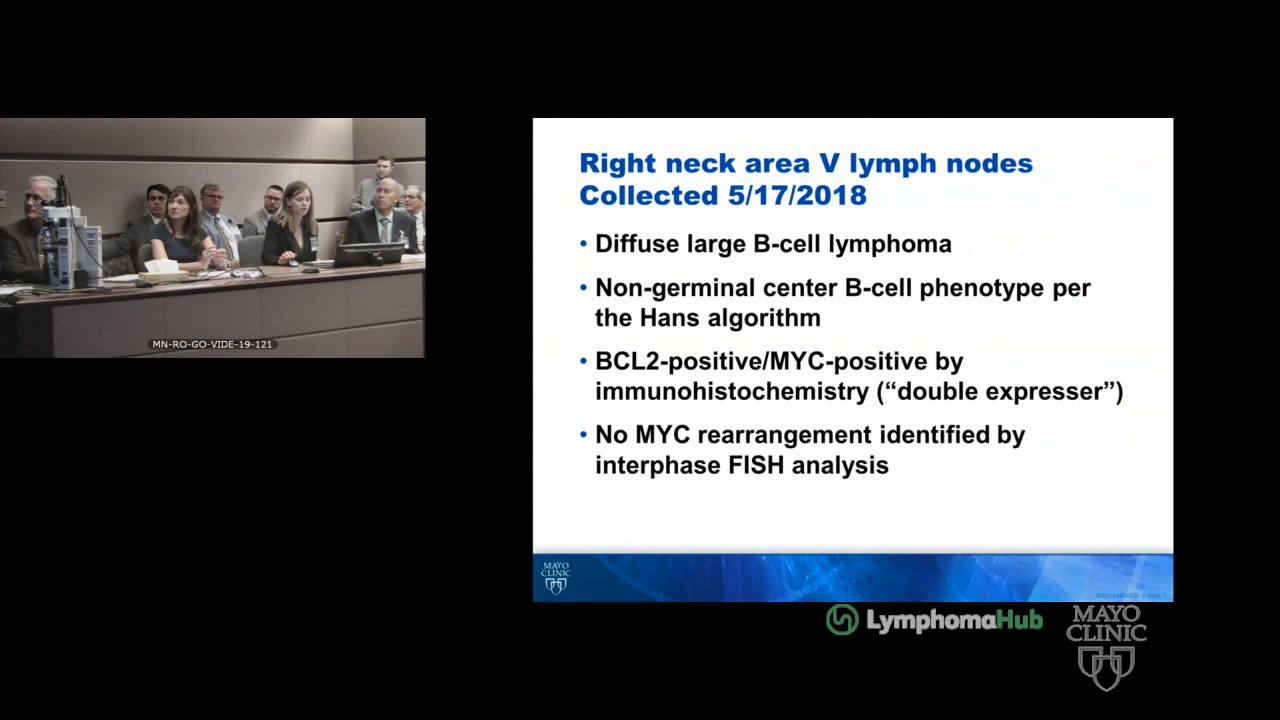 Right neck area V lymph nodes
Collected 5/17/2018
• Diffuse large B-cell lymphoma
• Non-germinal center B-cell phenotype per
the Hans algorithm
• BCL2-positive/MYC-positive by
immunohistochemistry (“double expresser”)
• No MYC rearrangement identified by
interphase FISH analysis
MN-RO-GO-VIDE-19-121
MAYO
CLINIC
LymphomaHub
MAYO
CLINIC